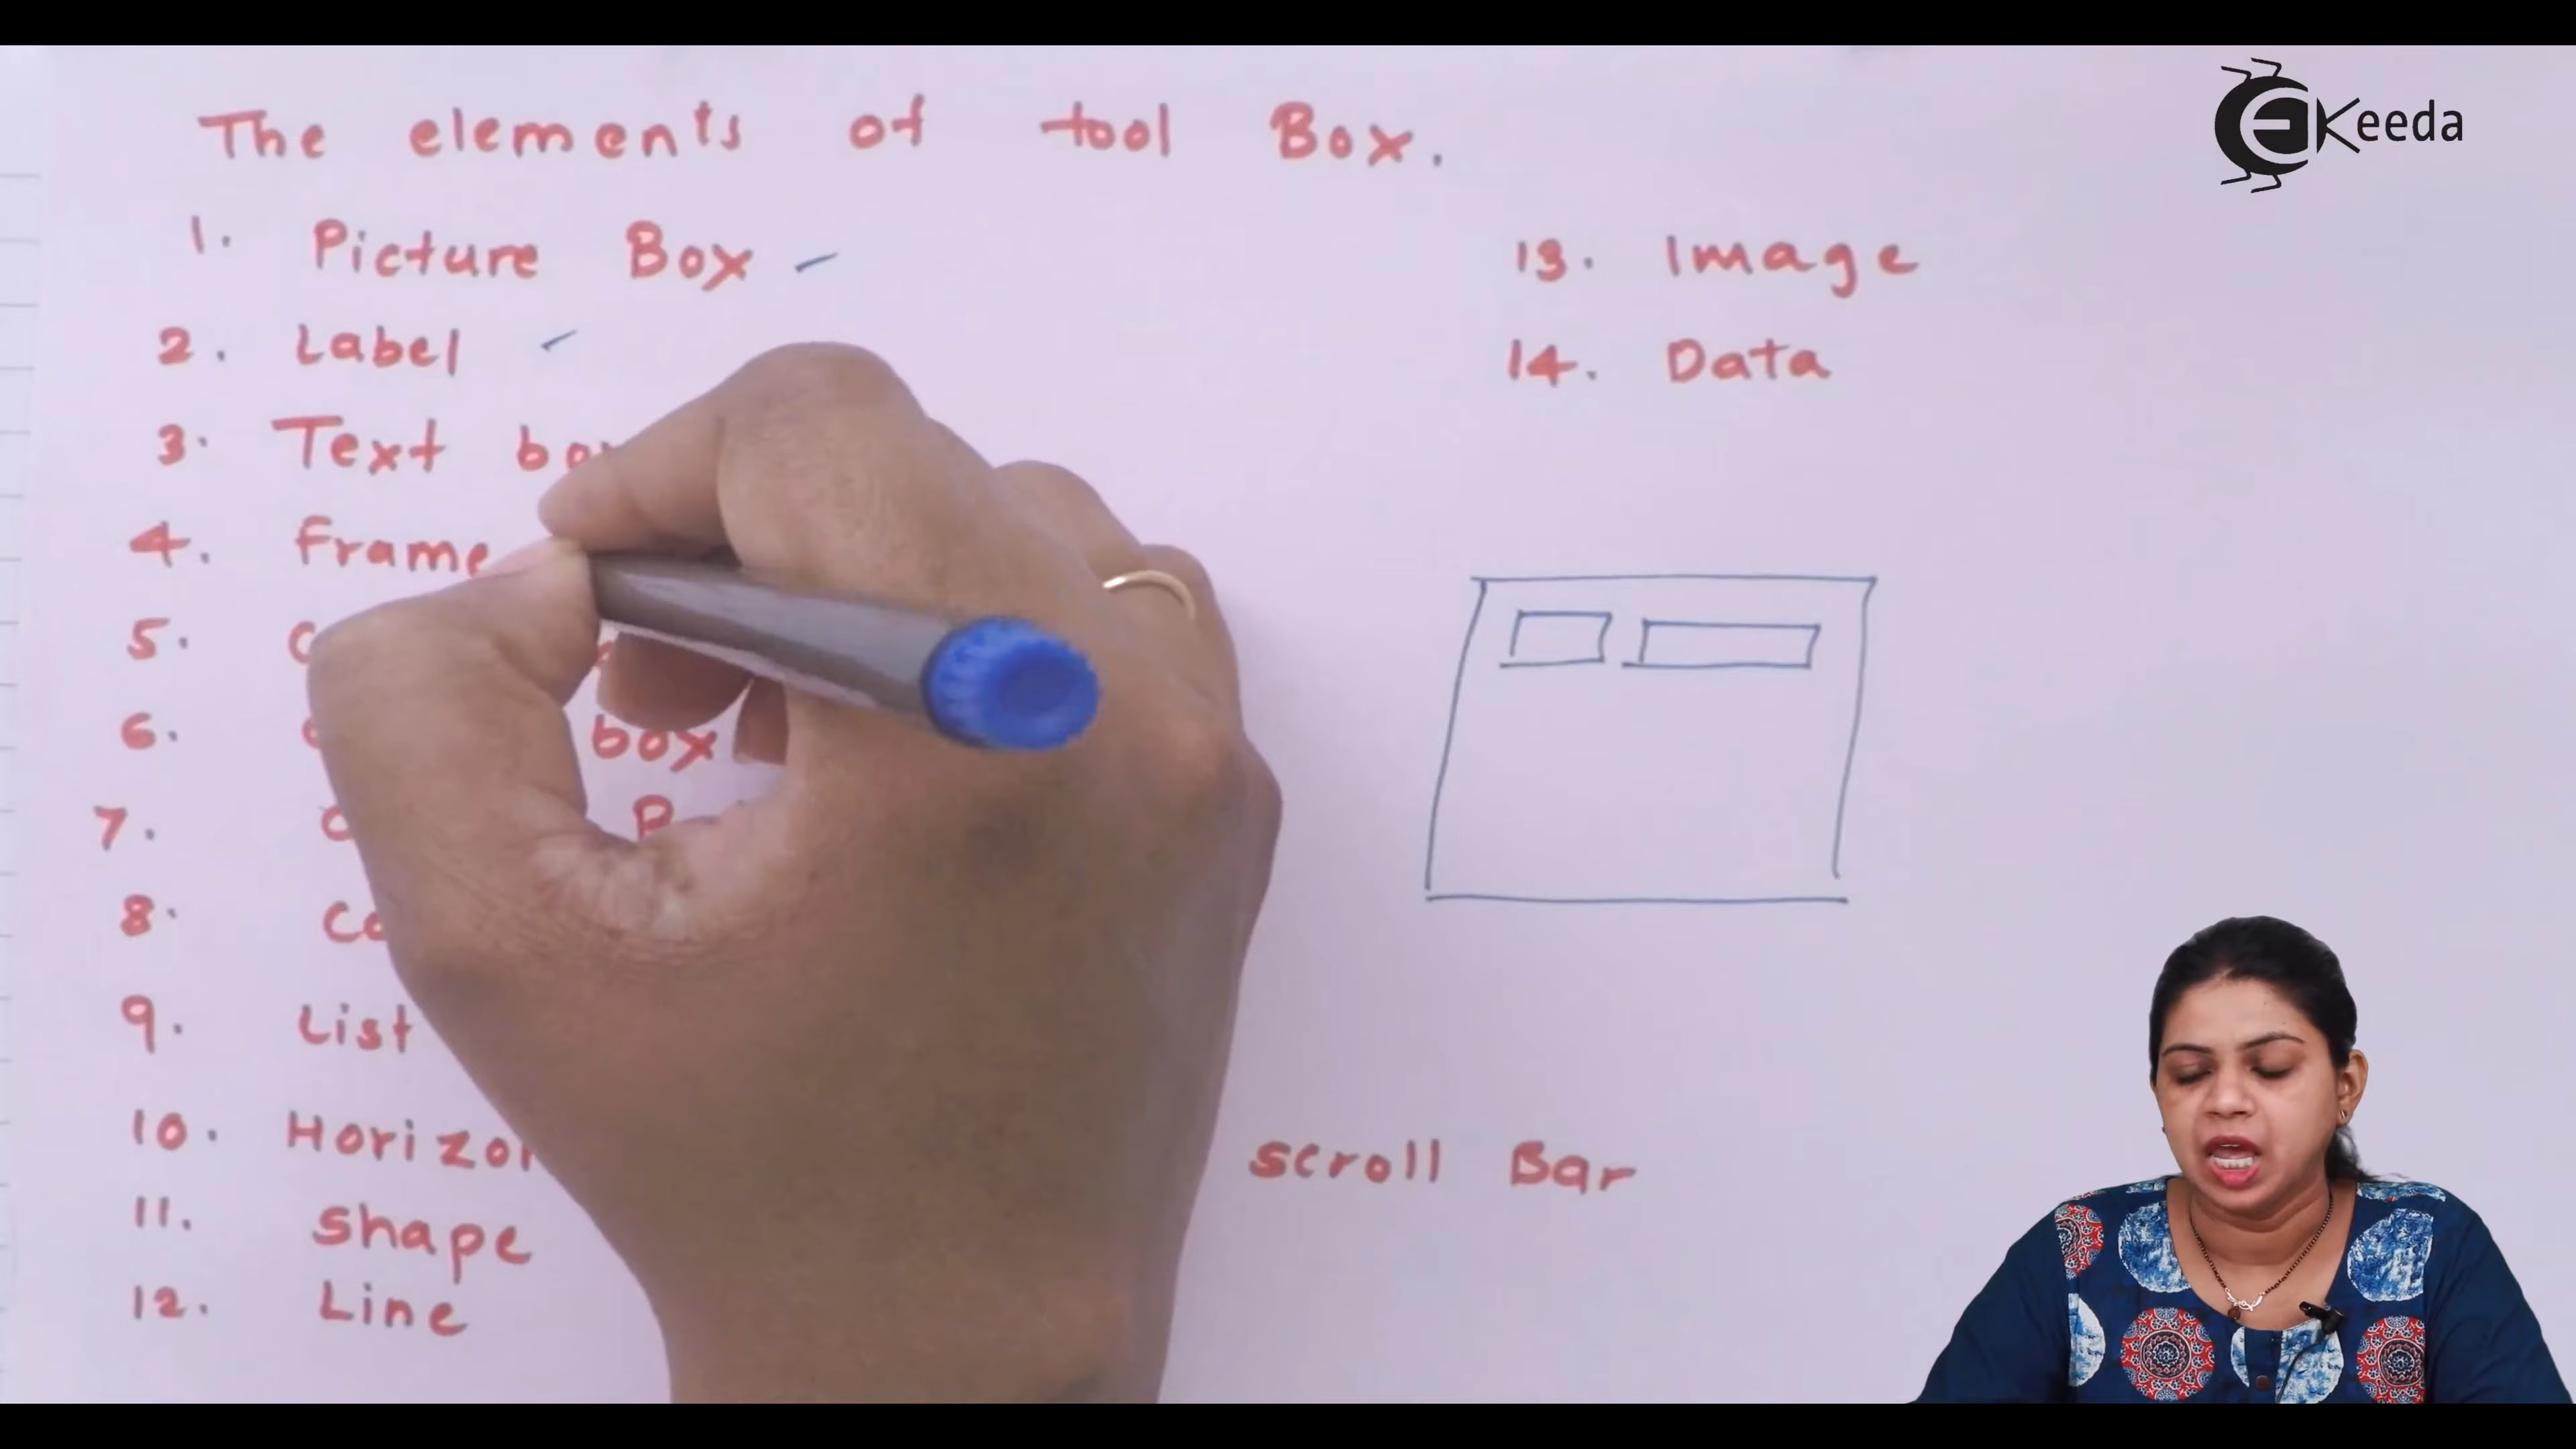 The elements of tool Box.
EKeeda
1. Picture Box
2. Label
3. Text
4. Frame
5.
6. box
7.
8.
9. List
10. scroll Bar
11. shape
12. Line
13. Image
14. Data